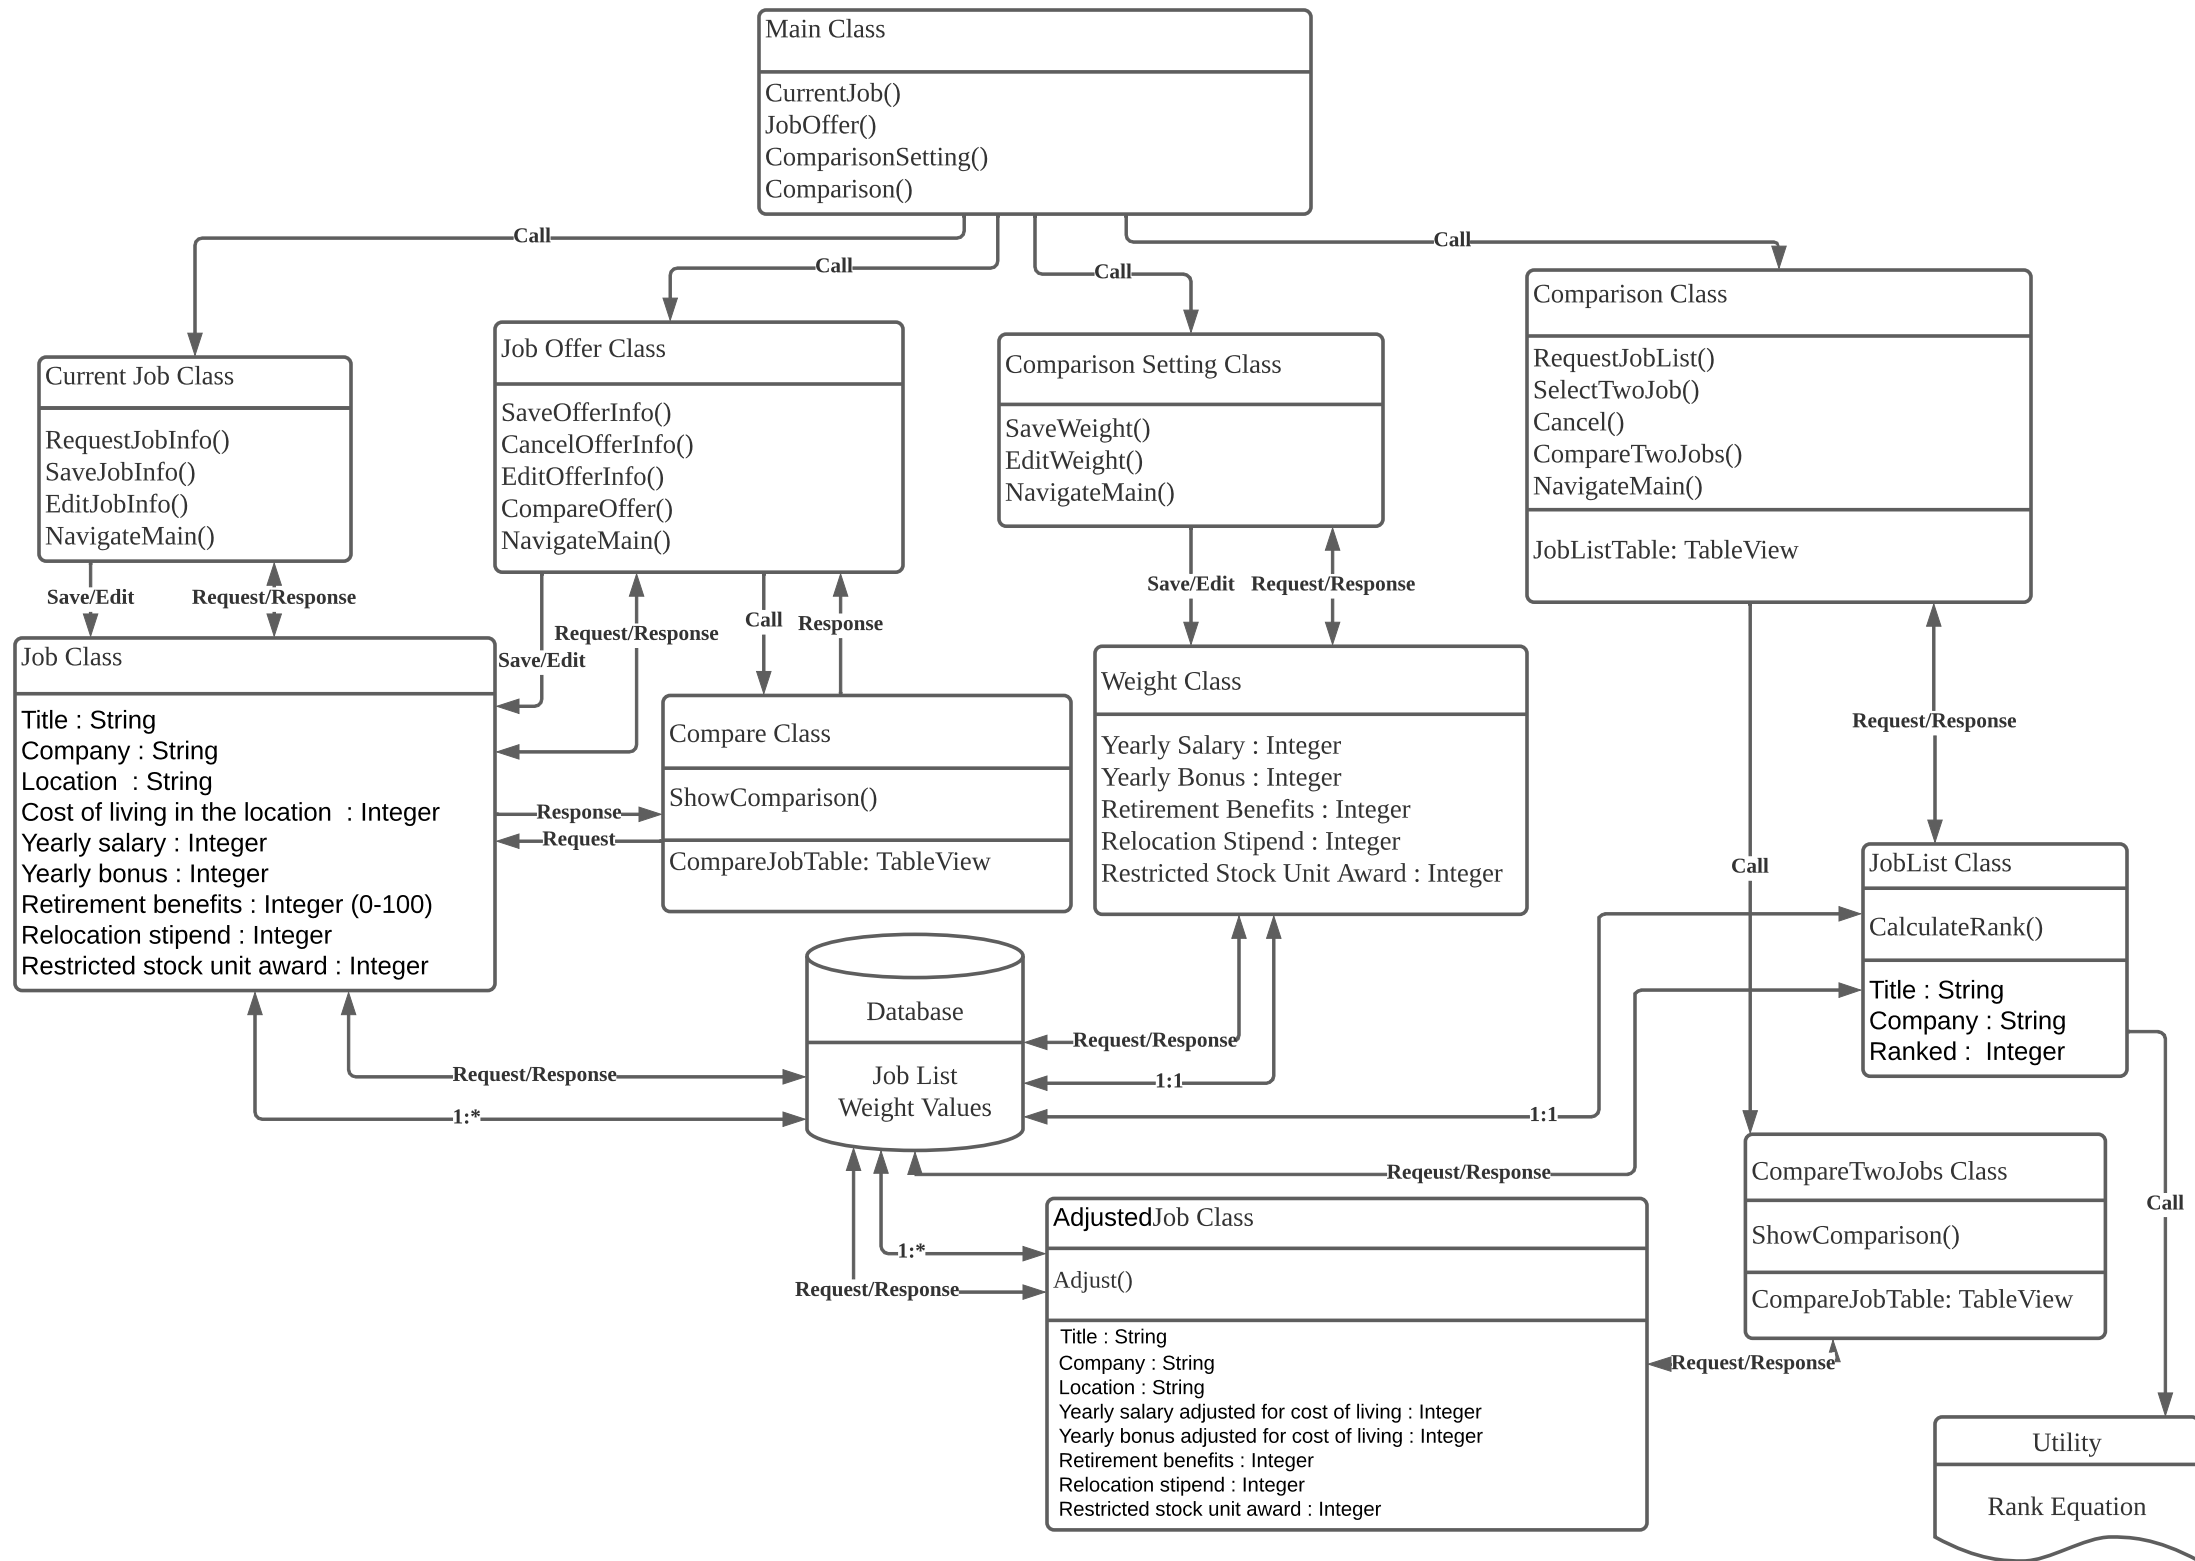 Main Class
CurrentJob()
JobOffer()
ComparisonSetting()
Comparison()
Call
Call
Call
Call
Current Job Class
RequestJobInfo()
SaveJobInfo()
EditJobInfo()
NavigateMain()
Job Offer Class
SaveOfferInfo()
CancelOfferInfo()
EditOfferInfo()
CompareOffer()
NavigateMain()
Comparison Setting Class
SaveWeight()
EditWeight()
NavigateMain()
Comparison Class
RequestJobList()
SelectTwoJob()
Cancel()
CompareTwoJobs()
NavigateMain()
JobListTable: TableView
Save/Edit
Request/Response
Save/Edit
Request/Response
Call
Response
Save/Edit
Request/Response
Request/Response
Call
Job Class
Title : String
Company : String
Location  : String
Cost of living in the location  : Integer
Yearly salary : Integer
Yearly bonus : Integer
Retirement benefits : Integer (0-100)
Relocation stipend : Integer
Restricted stock unit award : Integer
Response
Request
Compare Class
ShowComparison()
CompareJobTable: TableView
Weight Class
Yearly Salary : Integer
Yearly Bonus : Integer
Retirement Benefits : Integer
Relocation Stipend : Integer
Restricted Stock Unit Award : Integer
JobList Class
CalculateRank()
Title : String
Company : String
Ranked :  Integer
Database
Job List
Weight Values
Request/Response
1:*
Request/Response
1:1
1:1
Reqeust/Response
1:*
Request/Response
AdjustedJob Class
Adjust()
Title : String
Company : String
Location : String
Yearly salary adjusted for cost of living : Integer
Yearly bonus adjusted for cost of living : Integer
Retirement benefits : Integer
Relocation stipend : Integer
Restricted stock unit award : Integer
CompareTwoJobs Class
ShowComparison()
CompareJobTable: TableView
Request/Response
Call
Utility
Rank Equation